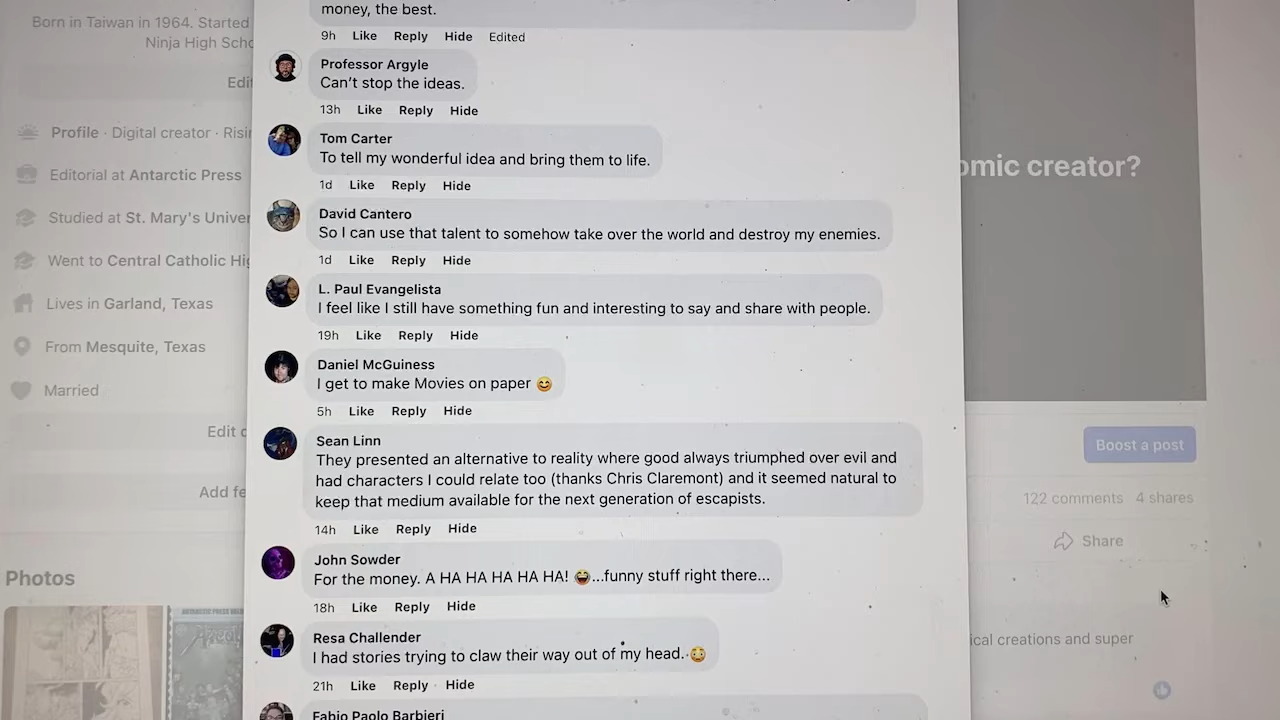 Born in Taiwan in 1964. Started
Ninja High Scho
Edi
Profile · Digital creator · Risi
Editorial at Antarctic Press
Studied at St. Mary's Univer
Went to Central Catholic Hig
Lives in Garland, Texas
From Mesquite, Texas
Married
Edit
Add fe
Photos
money, the best.
9h Like Reply Hide Edited
Professor Argyle
Can't stop the ideas.
13h Like Reply Hide
Tom Carter
To tell my wonderful idea and bring them to life.
1d Like Reply Hide
David Cantero
So I can use that talent to somehow take over the world and destroy my enemies.
1d Like Reply Hide
L. Paul Evangelista
I feel like I still have something fun and interesting to say and share with people.
19h Like Reply Hide
Daniel McGuiness
I get to make Movies on paper 😊
5h Like Reply Hide
Sean Linn
They presented an alternative to reality where good always triumphed over evil and
had characters I could relate too (thanks Chris Claremont) and it seemed natural to
keep that medium available for the next generation of escapists.
14h Like Reply Hide
John Sowder
For the money. A HA HA HA HA HA! 😆...funny stuff right there...
18h Like Reply Hide
Resa Challender
I had stories trying to claw their way out of my head. 😳
21h Like Reply Hide
Fabio Paolo Barbieri
omic creator?
Boost a post
122 comments 4 shares
Share
ical creations and super